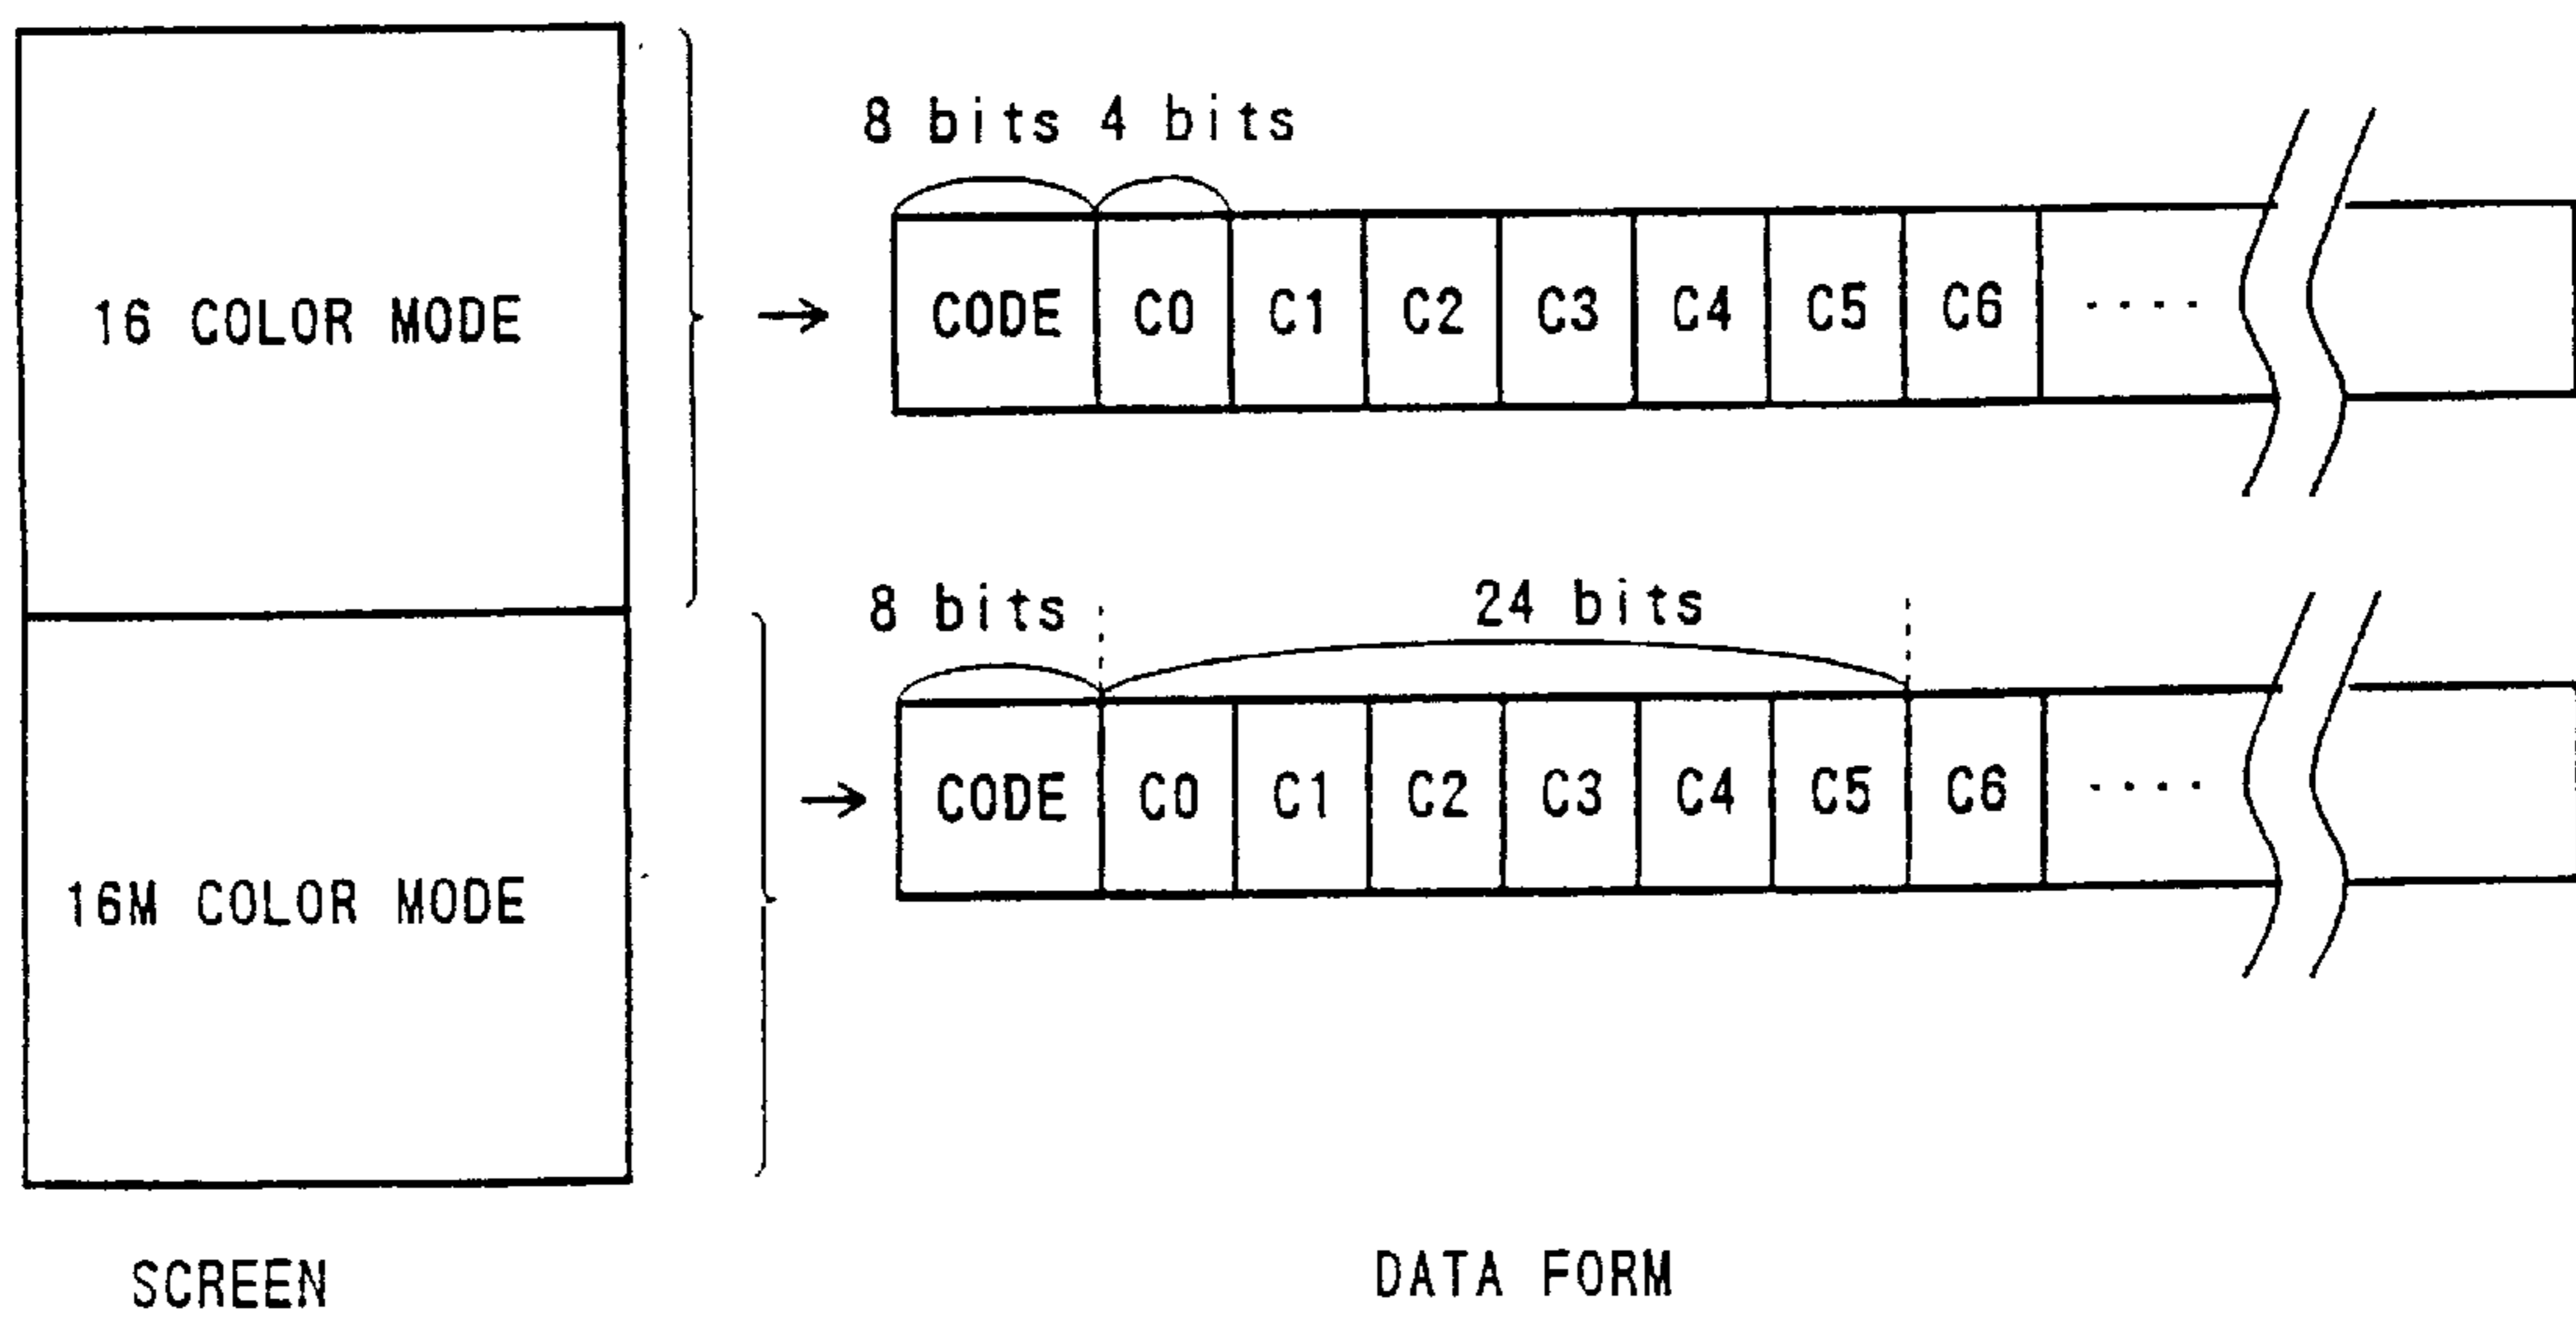 8 bits 4 bits
16 COLOR MODE
CODE C0 C1 C2 C3 C4 C5 C6 ....
8 bits 24 bits
CODE C0 C1 C2 C3 C4 C5 C6 ....
16M COLOR MODE
SCREEN
DATA FORM